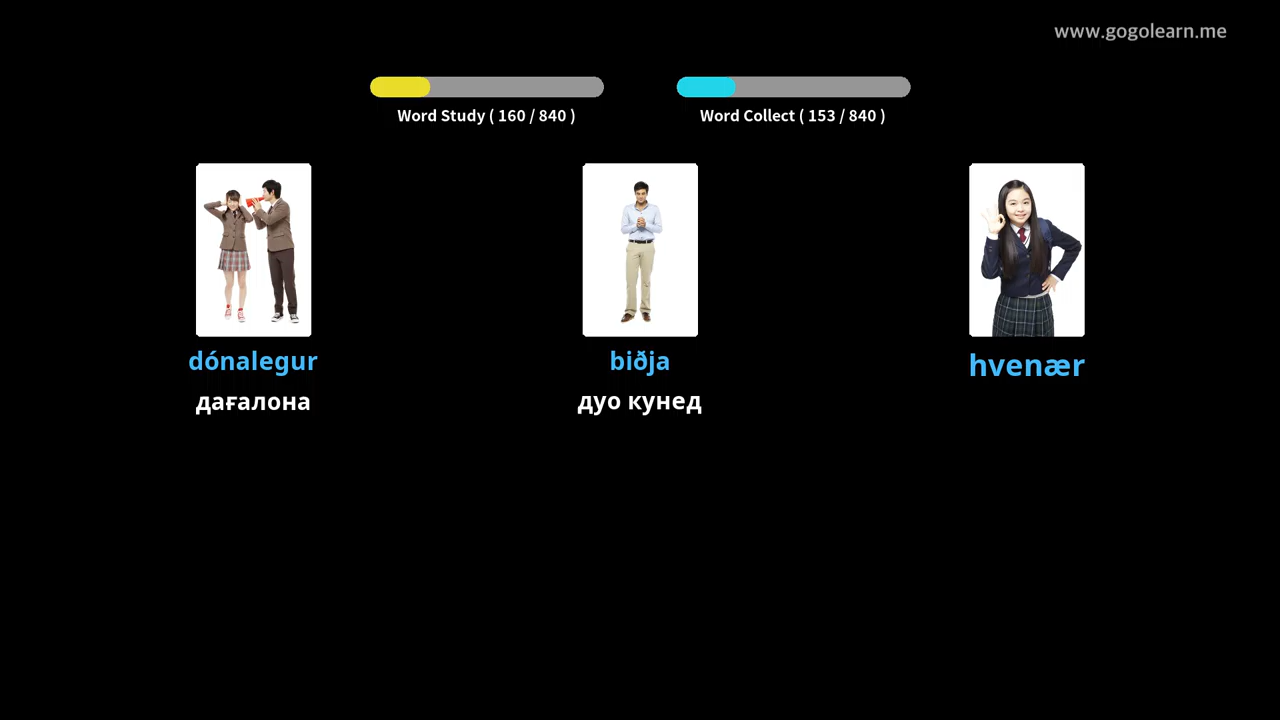 www.gogolearn.me
Word Study ( 160 / 840 )
Word Collect ( 153 / 840 )
dónalegur
biðja
hvenær
дағалона
дуо кунед